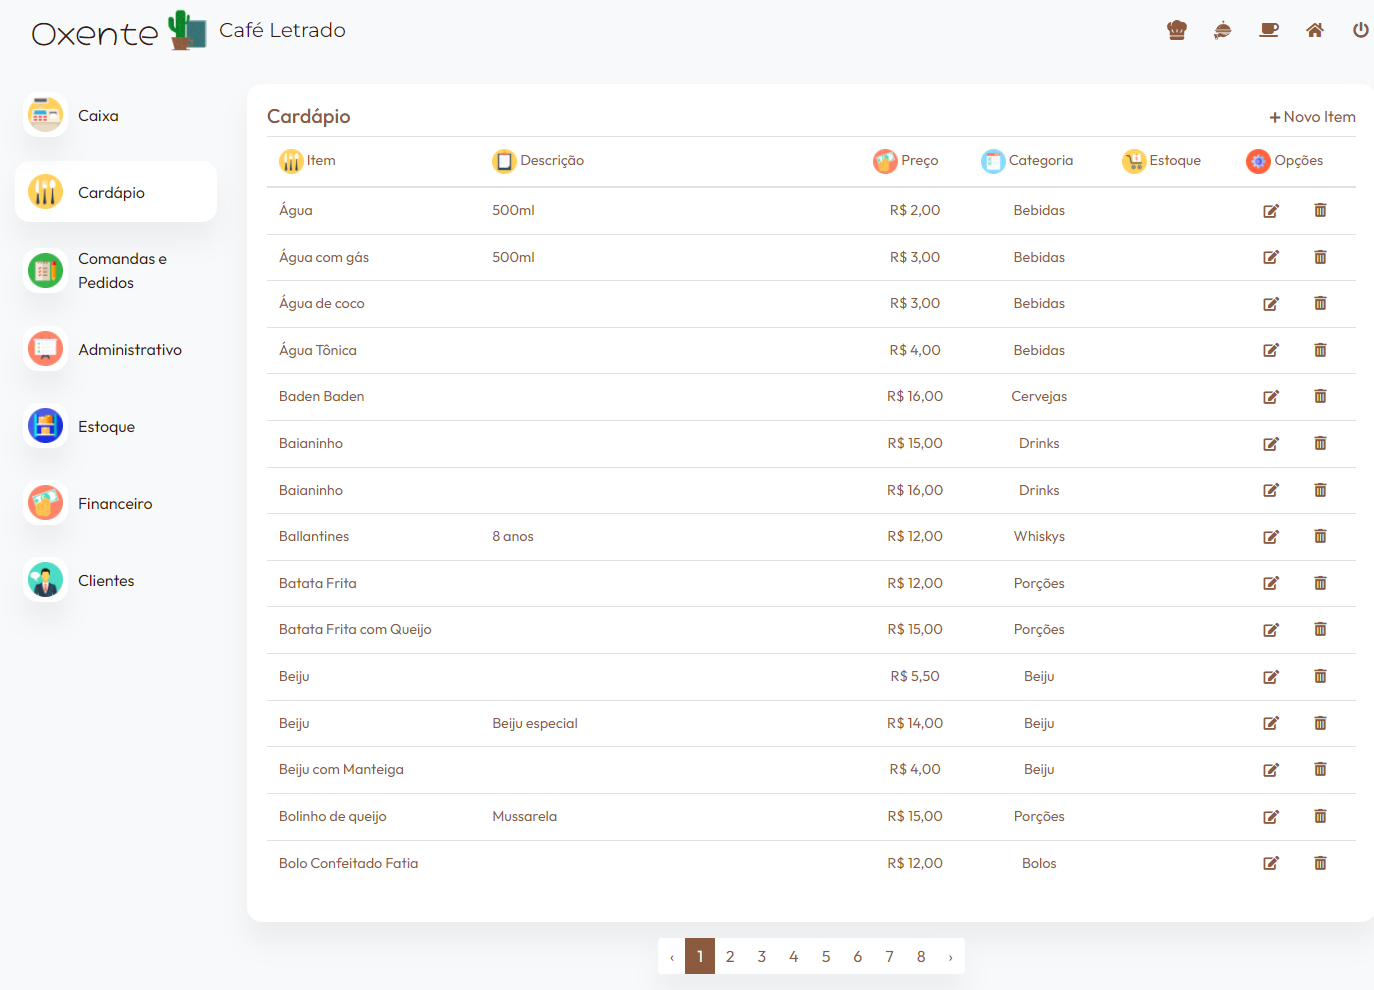 Oxente Café Letrado
Caixa
Cardápio
Comandas e
Pedidos
Administrativo
Estoque
Financeiro
Clientes
Cardápio
Novo Item
Item Descrição Preço Categoria Estoque Opções
Água 500ml R$ 2,00 Bebidas
Água com gás 500ml R$ 3,00 Bebidas
Água de coco R$ 3,00 Bebidas
Água Tônica R$ 4,00 Bebidas
Baden Baden R$ 16,00 Cervejas
Baianinho R$ 15,00 Drinks
Baianinho R$ 16,00 Drinks
Ballantines 8 anos R$ 12,00 Whiskys
Batata Frita R$ 12,00 Porções
Batata Frita com Queijo R$ 15,00 Porções
Beiju R$ 5,50 Beiju
Beiju Beiju especial R$ 14,00 Beiju
Beiju com Manteiga R$ 4,00 Beiju
Bolinho de queijo Mussarela R$ 15,00 Porções
Bolo Confeitado Fatia R$ 12,00 Bolos
‹ 1 2 3 4 5 6 7 8 ›